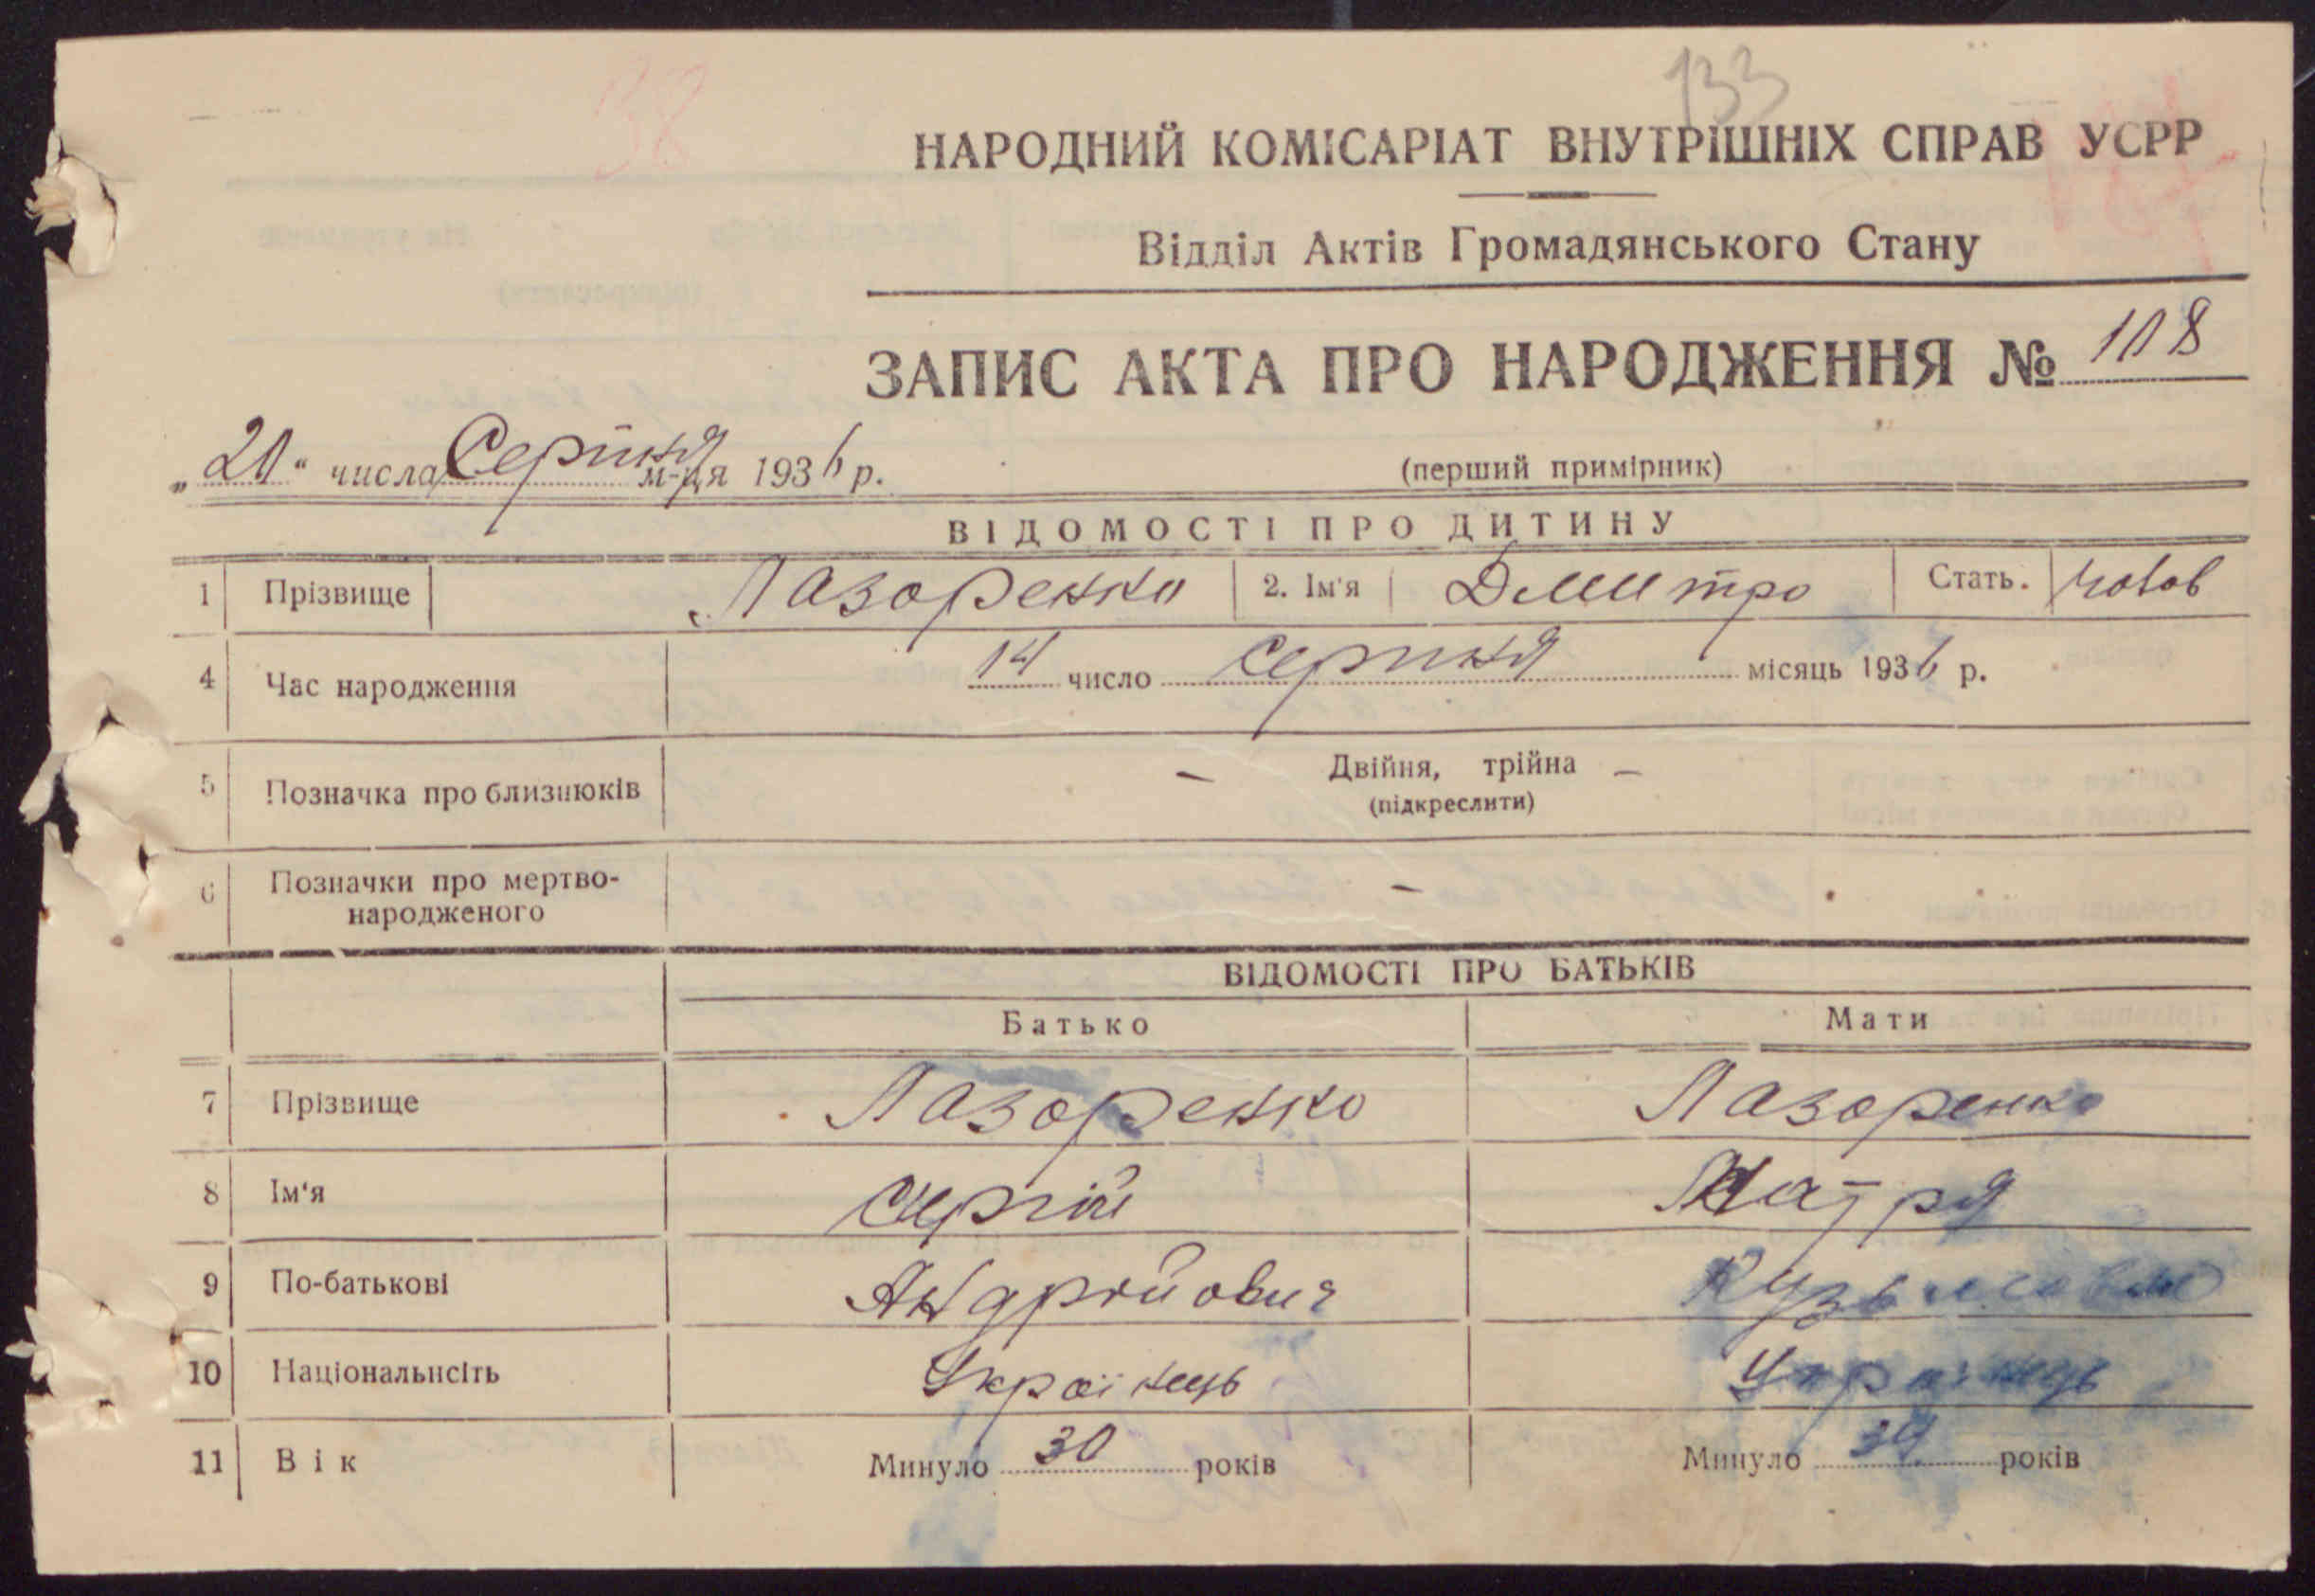 133
38
НАРОДНИЙ КОМІСАРІАТ ВНУТРІШНІХ СПРАВ УСРР
Відділ Актів Громадянського Стану
ЗАПИС АКТА ПРО НАРОДЖЕННЯ № 108
„20“ числа Серпня м-ця 1936 р.
(перший примірник)
ВІДОМОСТІ ПРО ДИТИНУ
1 Прізвище Лазоренко 2. Ім'я Дмитро Стать. чолов
4 Час народження 14 число серпня місяць 1936 р.
5 Позначка про близнюків – Двійня, трійна –
(підкреслити)
6 Позначки про мертво-
народженого –
ВІДОМОСТІ ПРО БАТЬКІВ
Батько Мати
7 Прізвище Лазоренко Лазоренко
8 Ім'я Сергій
9 По-батькові Андрійович
10 Національнсіть Українець Українець
11 Вік Минуло 30 років Минуло років